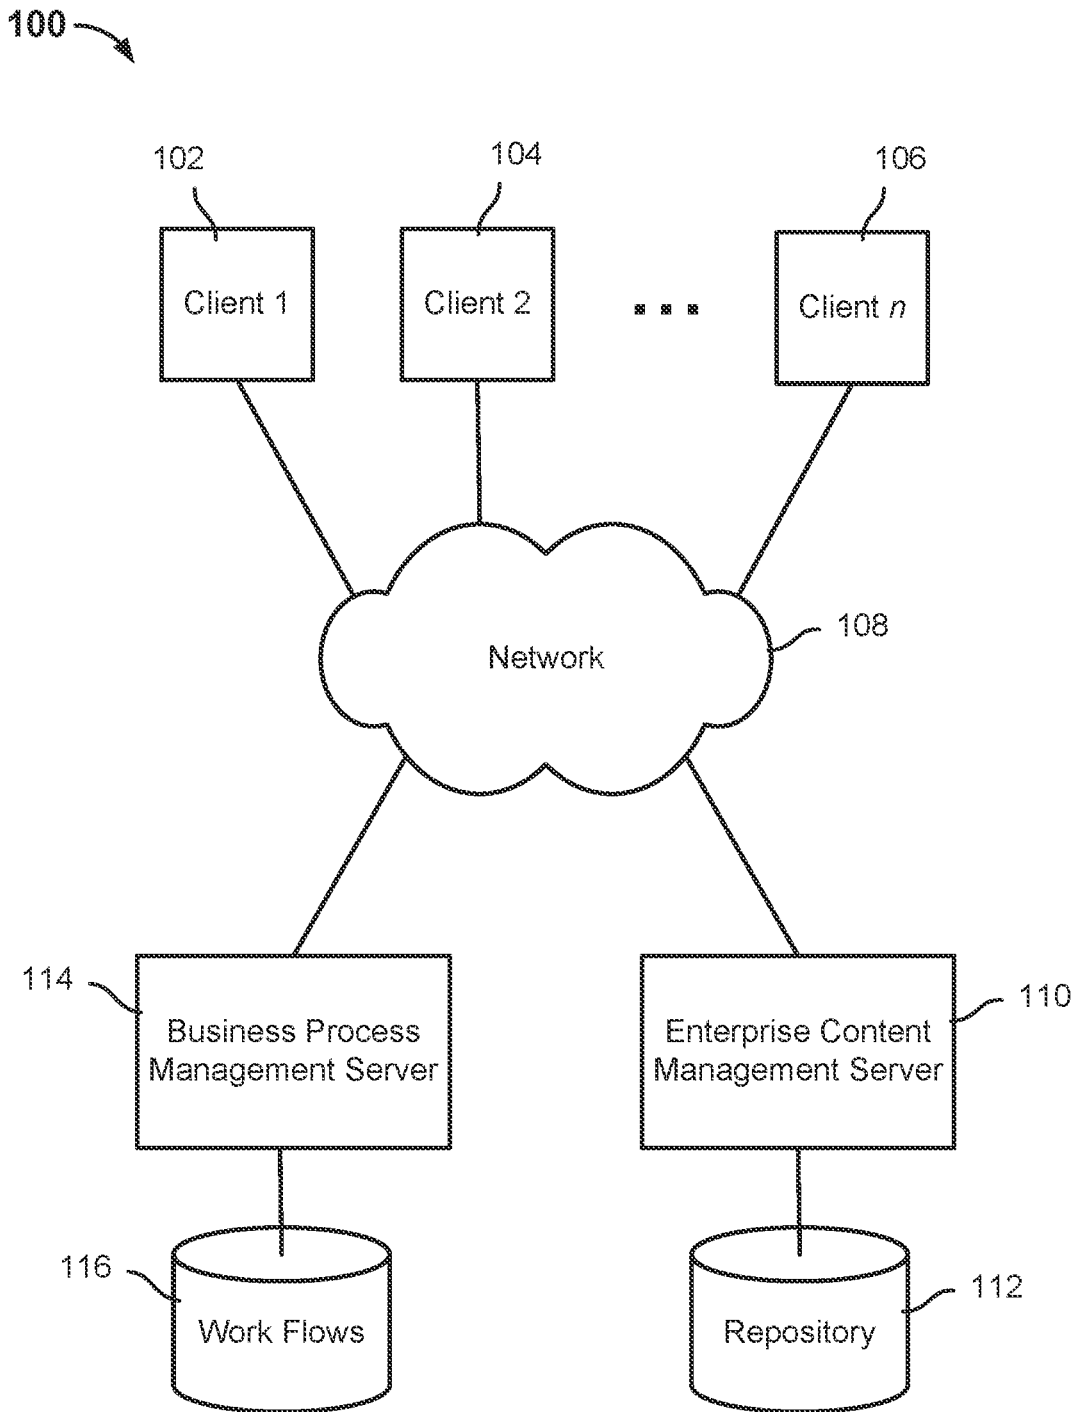 100
102
104
106
Client 1
Client 2
...
Client n
108
Network
114
110
Business Process
Management Server
Enterprise Content
Management Server
116
112
Work Flows
Repository